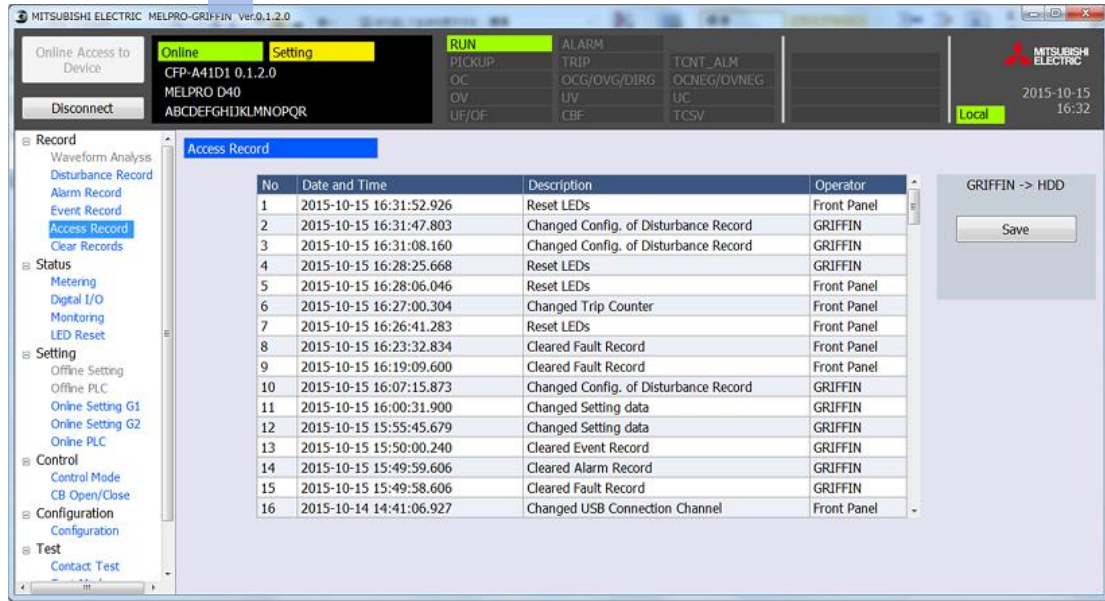 MITSUBISHI ELECTRIC MELPRO-GRIFFIN Ver.0.1.2.0
Online Access to
Device
Disconnect
Online Setting
CFP-A41D1 0.1.2.0
MELPRO D40
ABCDEFGHIJKLMNOPQR
RUN ALARM
PICKUP TRIP TCNT_ALM
OC OCG/OVG/DIRG OCNEG/OVNEG
OV UV UC
UF/OF CBF TCSV
MITSUBISHI
ELECTRIC
2015-10-15
16:32
Local
Record
Waveform Analysis
Disturbance Record
Alarm Record
Event Record
Access Record
Clear Records
Status
Metering
Digital I/O
Monitoring
LED Reset
Setting
Offline Setting
Offline PLC
Online Setting G1
Online Setting G2
Online PLC
Control
Control Mode
CB Open/Close
Configuration
Configuration
Test
Contact Test
Access Record
No Date and Time Description Operator
1 2015-10-15 16:31:52.926 Reset LEDs Front Panel
2 2015-10-15 16:31:47.803 Changed Config. of Disturbance Record GRIFFIN
3 2015-10-15 16:31:08.160 Changed Config. of Disturbance Record GRIFFIN
4 2015-10-15 16:28:25.668 Reset LEDs GRIFFIN
5 2015-10-15 16:28:06.046 Reset LEDs Front Panel
6 2015-10-15 16:27:00.304 Changed Trip Counter Front Panel
7 2015-10-15 16:26:41.283 Reset LEDs Front Panel
8 2015-10-15 16:23:32.834 Cleared Fault Record Front Panel
9 2015-10-15 16:19:09.600 Cleared Fault Record Front Panel
10 2015-10-15 16:07:15.873 Changed Config. of Disturbance Record GRIFFIN
11 2015-10-15 16:00:31.900 Changed Setting data GRIFFIN
12 2015-10-15 15:55:45.679 Changed Setting data GRIFFIN
13 2015-10-15 15:50:00.240 Cleared Event Record GRIFFIN
14 2015-10-15 15:49:59.606 Cleared Alarm Record GRIFFIN
15 2015-10-15 15:49:58.606 Cleared Fault Record GRIFFIN
16 2015-10-14 14:41:06.927 Changed USB Connection Channel Front Panel
GRIFFIN -> HDD
Save